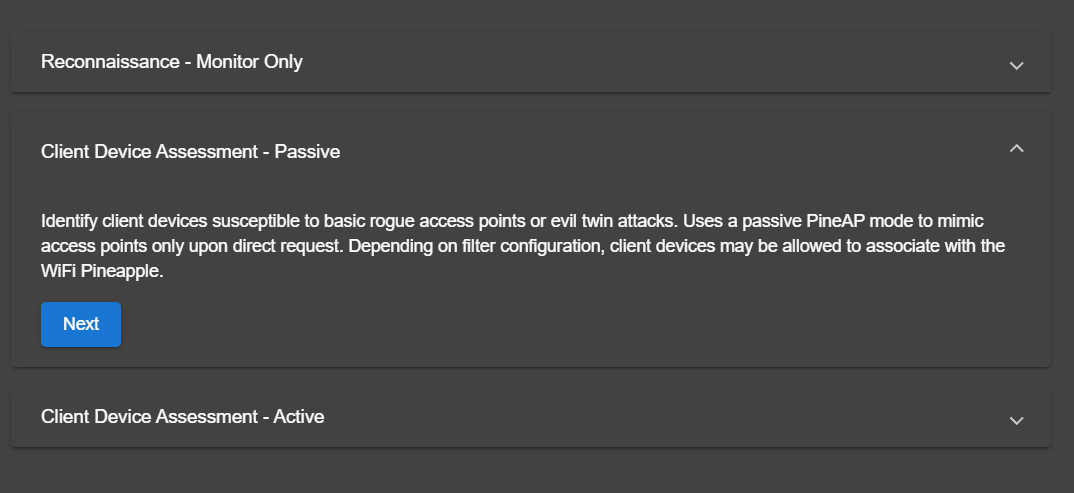 Reconnaissance - Monitor Only
Client Device Assessment - Passive
Identify client devices susceptible to basic rogue access points or evil twin attacks. Uses a passive PineAP mode to mimic
access points only upon direct request. Depending on filter configuration, client devices may be allowed to associate with the
WiFi Pineapple.
Next
Client Device Assessment - Active